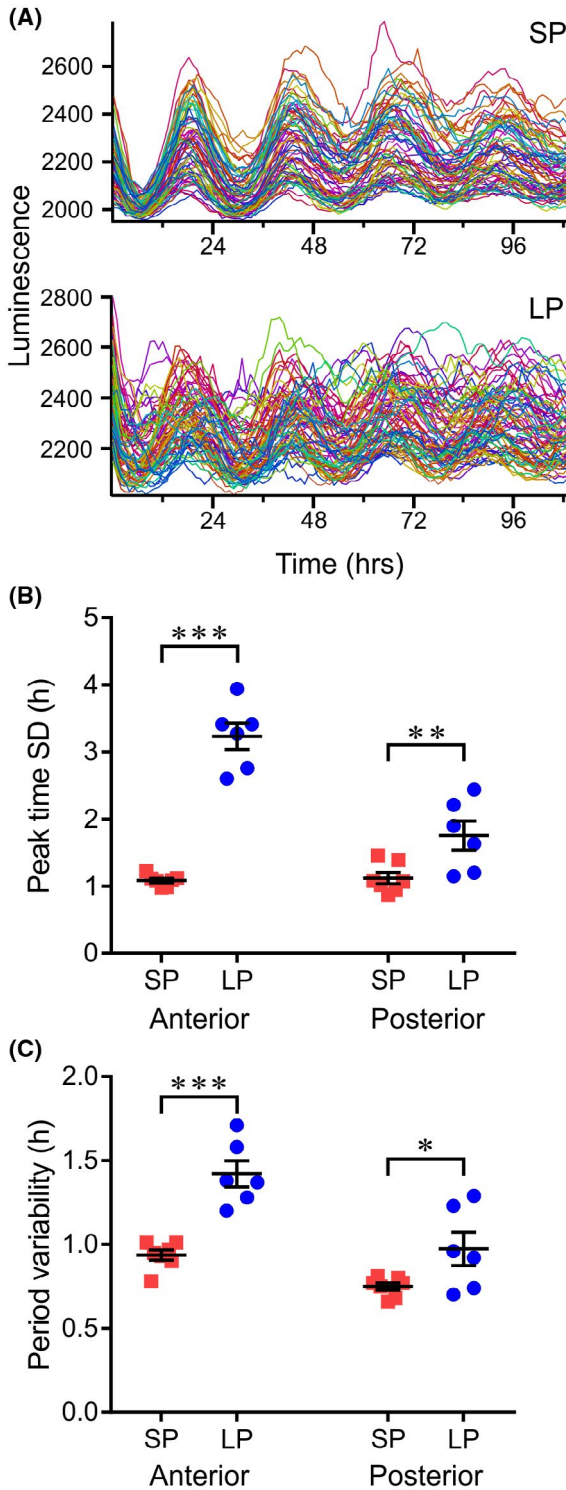 (A)
SP
Luminescence
2600
2400
2200
2000
24 48 72 96
LP
2800
2600
2400
2200
24 48 72 96
Time (hrs)
(B)
Peak time SD (h)
5
4
3
2
1
0
***
**
SP LP SP LP
Anterior Posterior
(C)
Period variability (h)
2.0
1.5
1.0
0.5
0.0
***
*
SP LP SP LP
Anterior Posterior